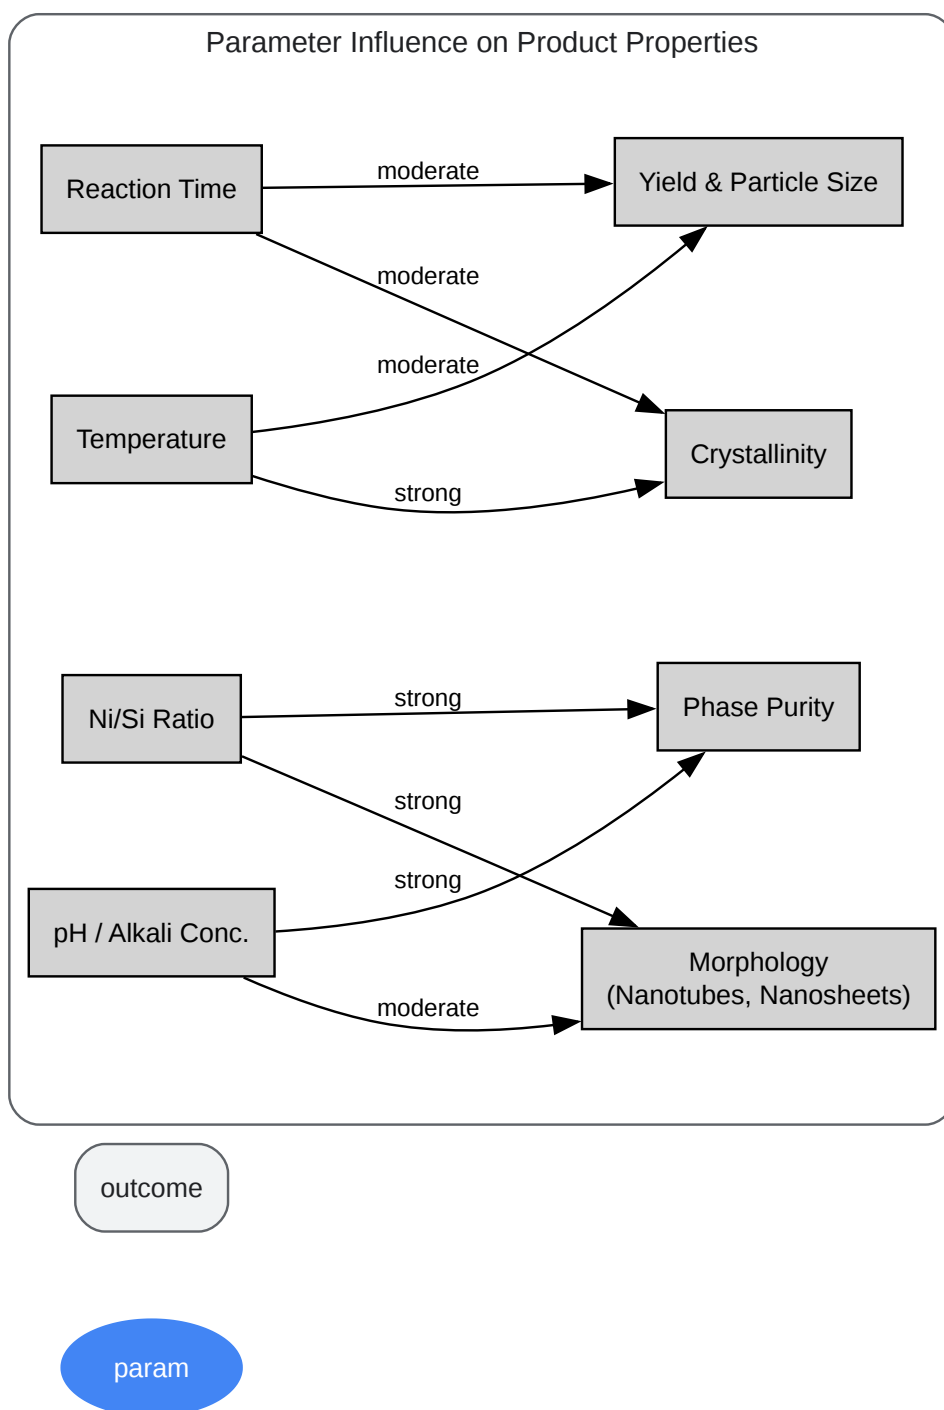 Parameter Influence on Product Properties
Reaction Time
moderate
Yield & Particle Size
moderate
moderate
Temperature
Crystallinity
strong
Ni/Si Ratio
strong
Phase Purity
strong
strong
pH / Alkali Conc.
Morphology
(Nanotubes, Nanosheets)
moderate
outcome
param